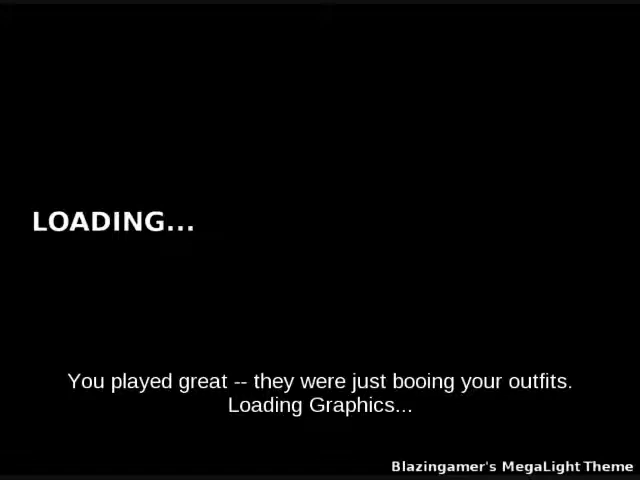 LOADING...
You played great -- they were just booing your outfits.
Loading Graphics...
Blazingamer's MegaLight Theme